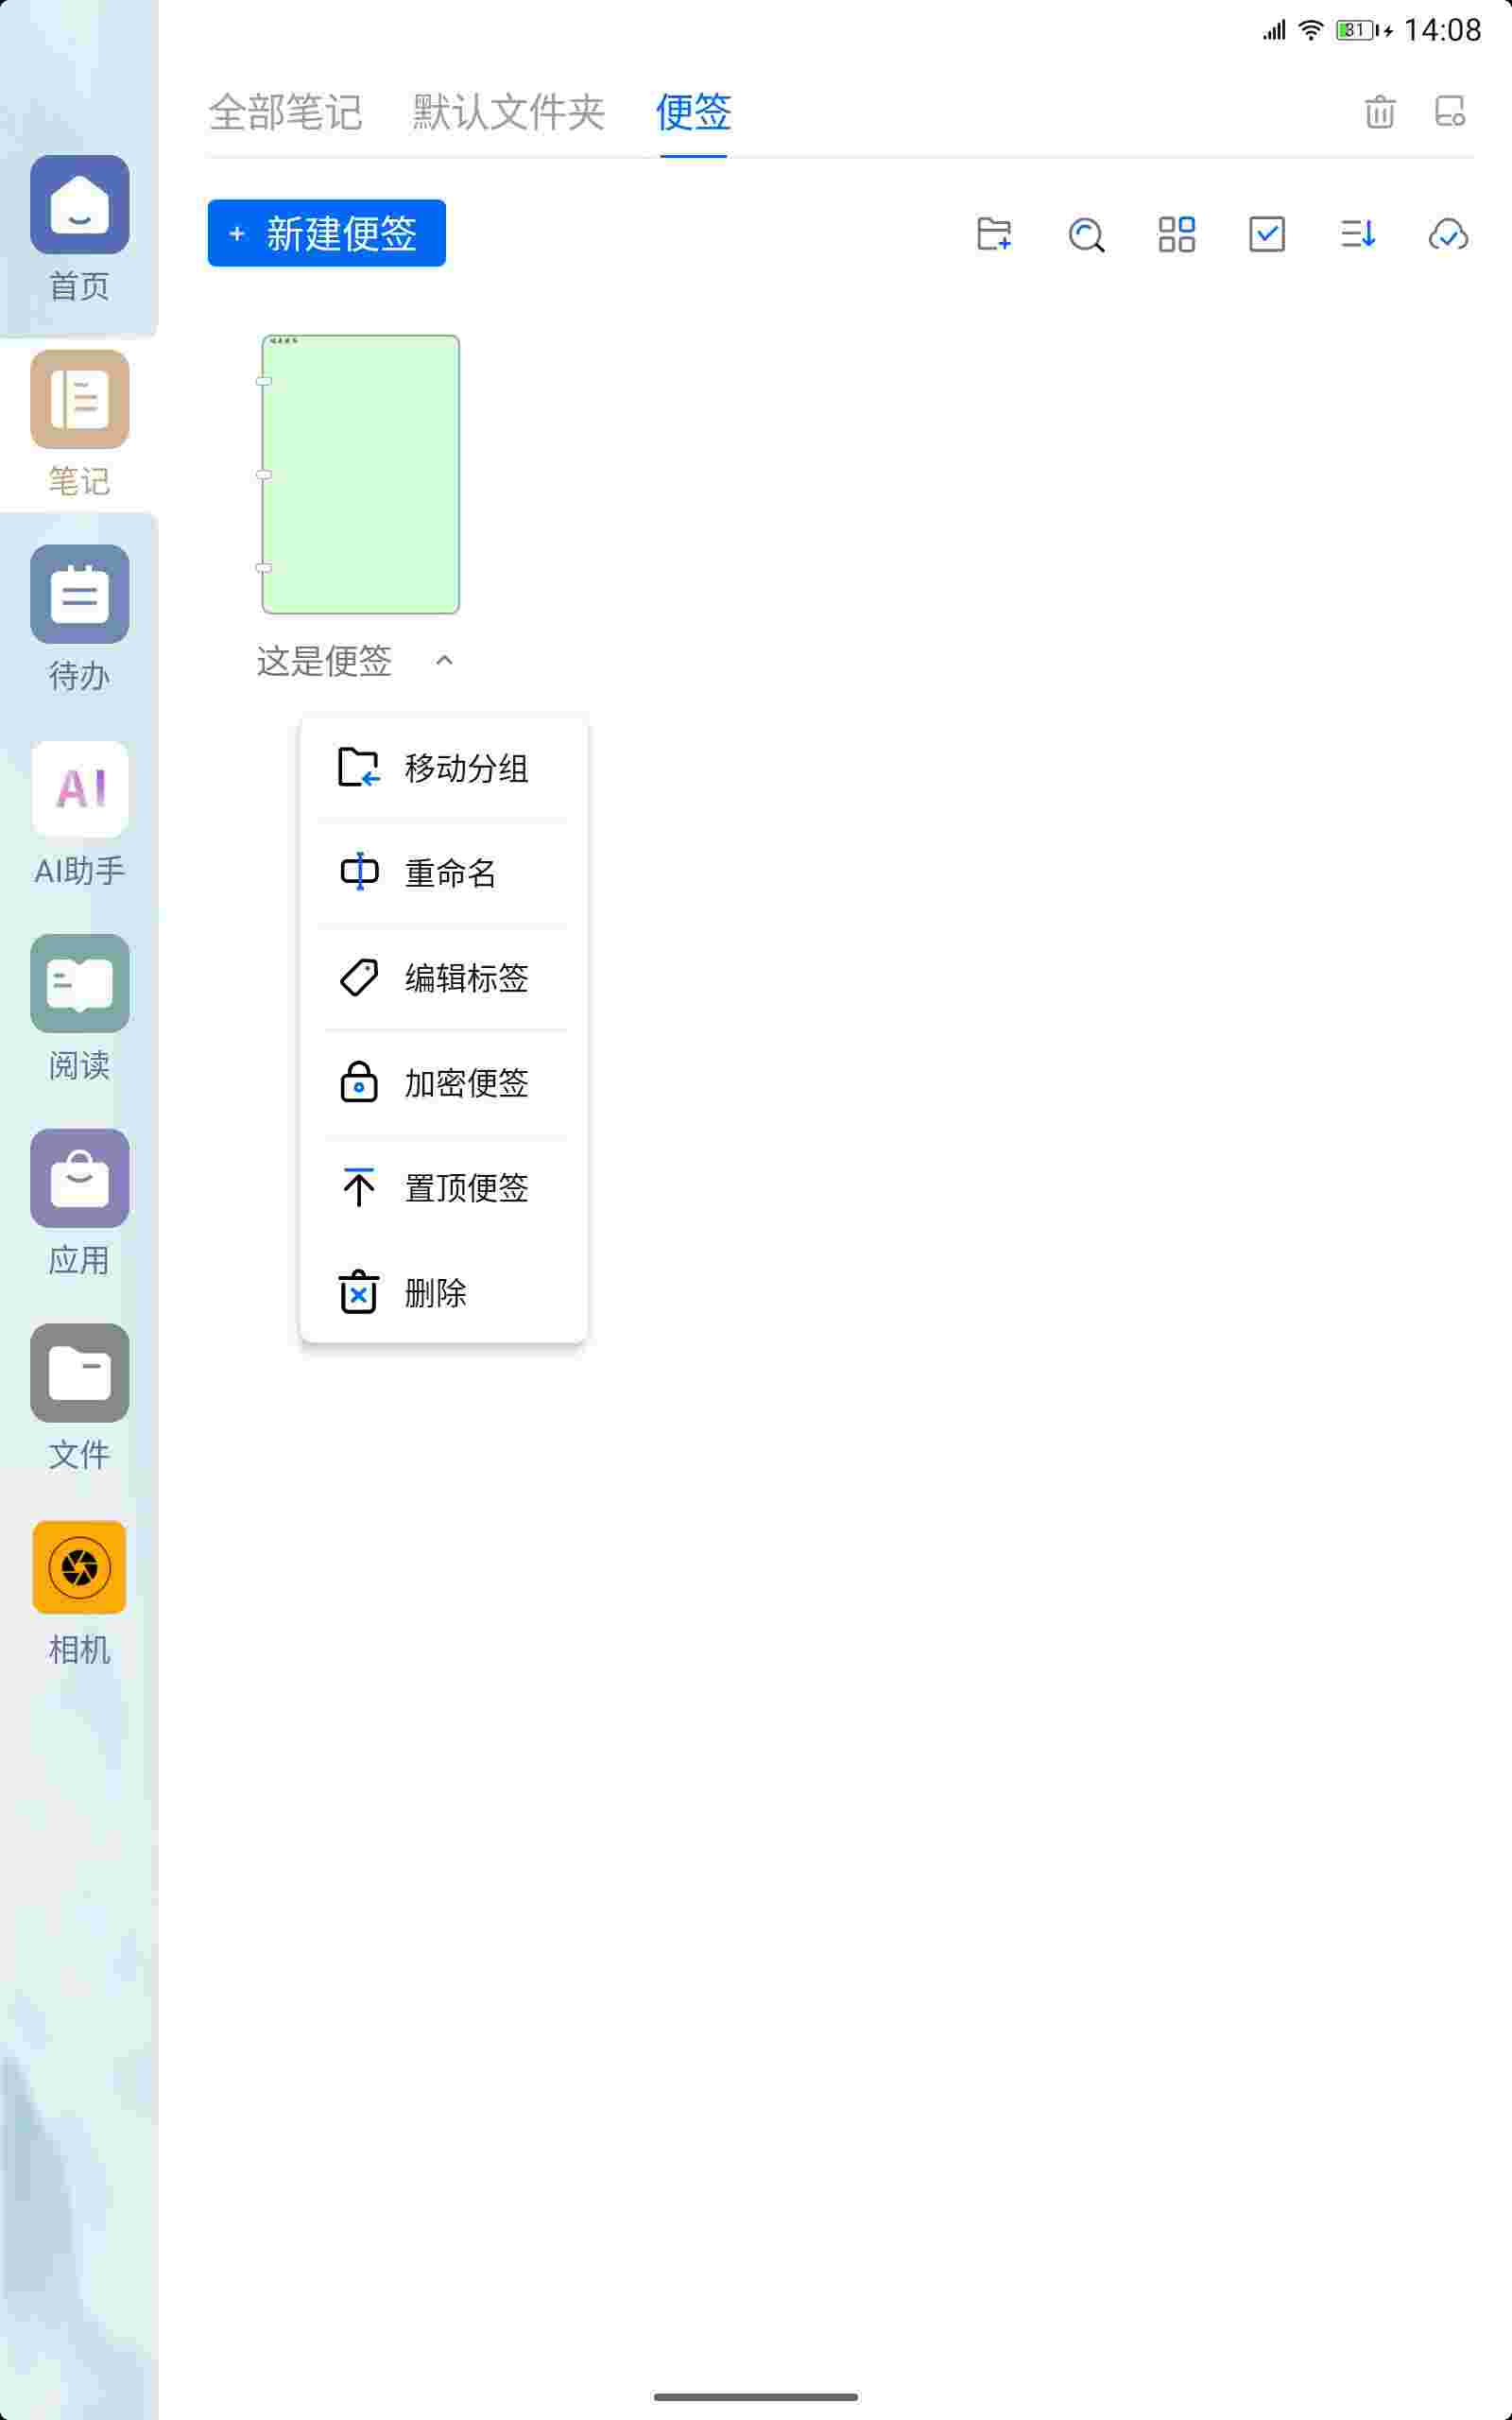 31 14:08
全部笔记 默认文件夹 便签
+ 新建便签
首页
笔记
待办
AI
AI助手
阅读
应用
文件
相机
这是便签
移动分组
重命名
编辑标签
加密便签
置顶便签
删除